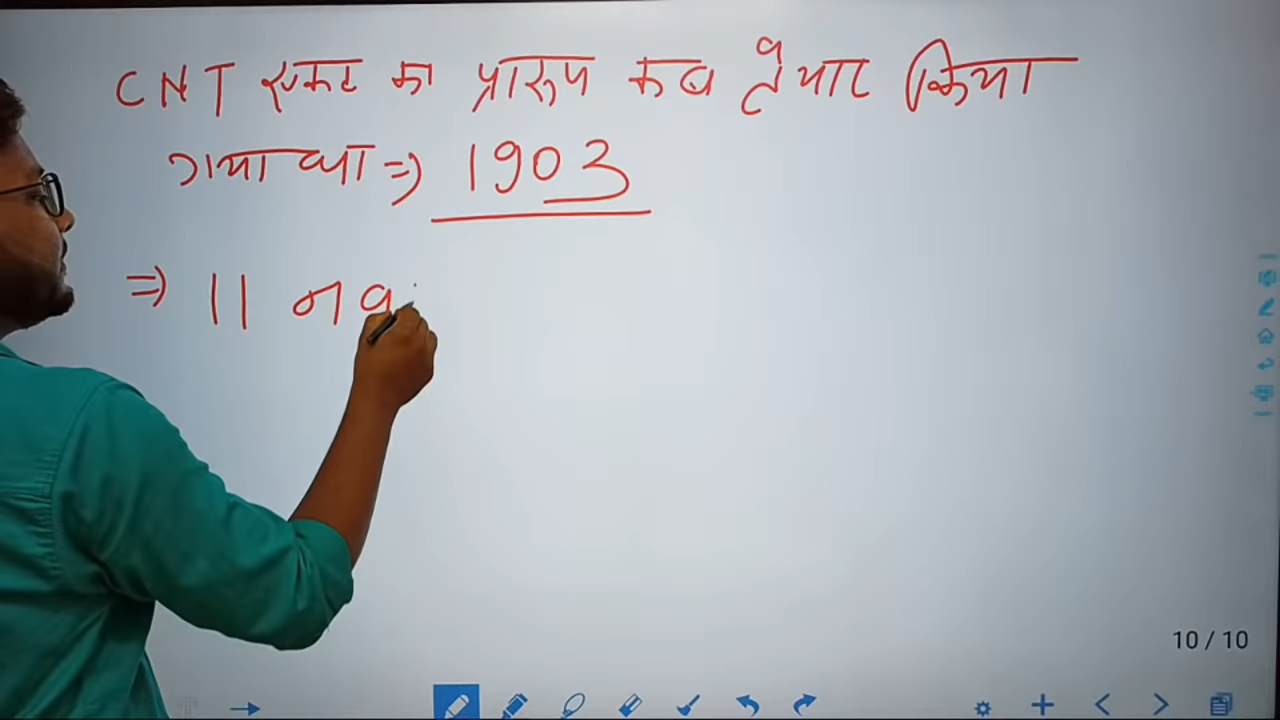 CNT एक्ट का प्रारूप कब तैयार किया
गया था ⇒ 1903
⇒ 11 नव
10 / 10